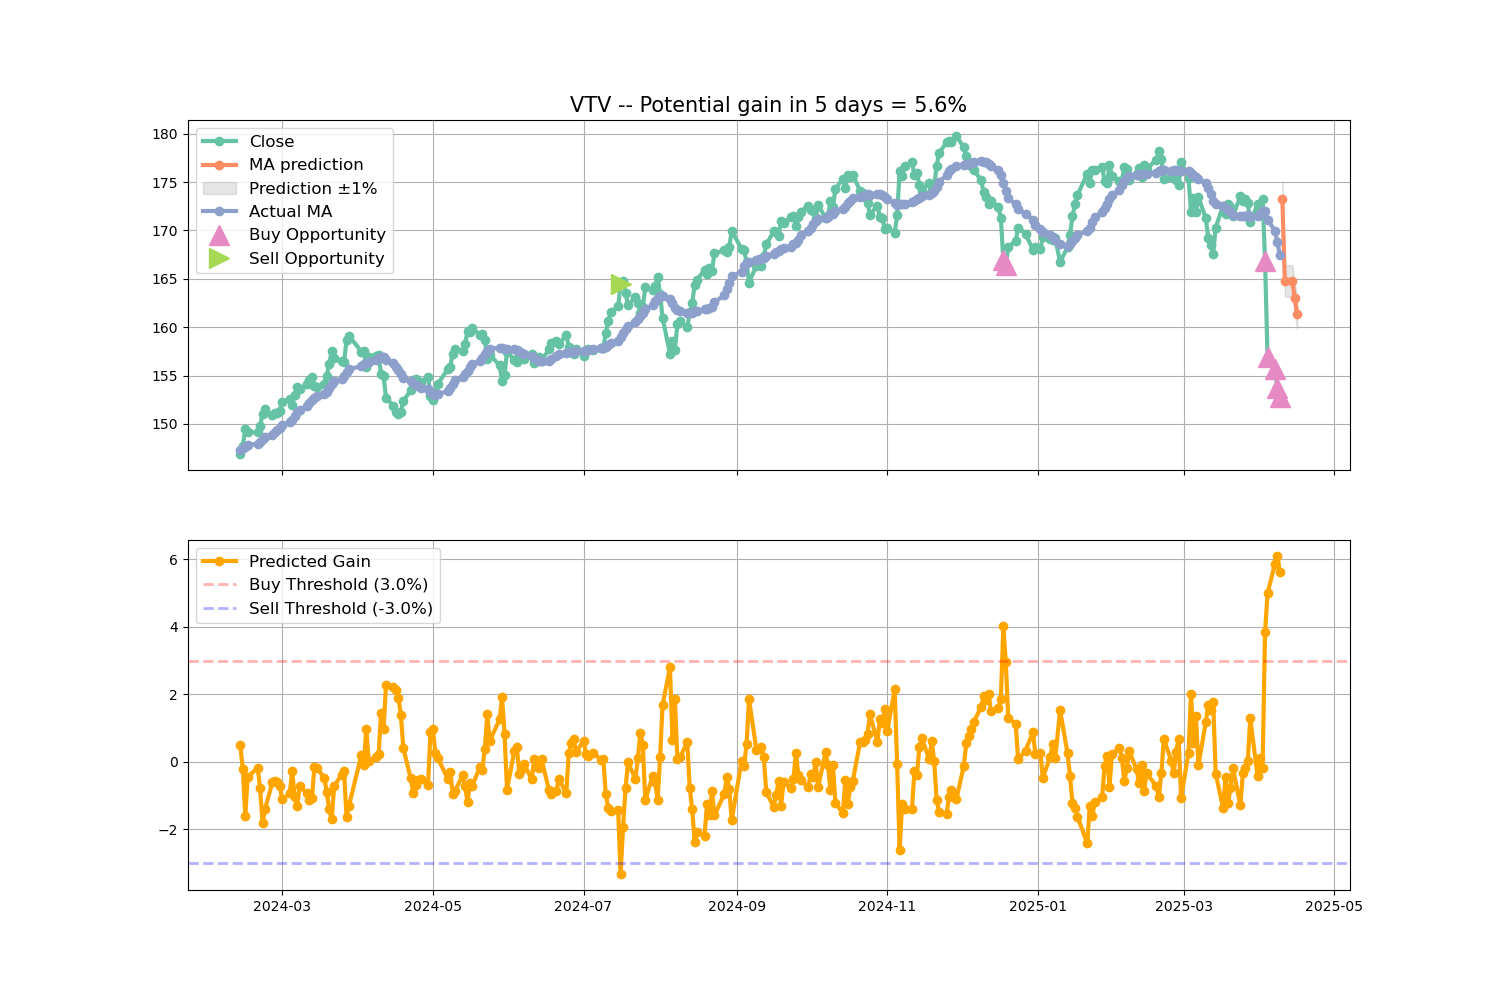 VTV -- Potential gain in 5 days = 5.6%
180
175
170
165
160
155
150
Close
MA prediction
Prediction ±1%
Actual MA
Buy Opportunity
Sell Opportunity
6
4
2
0
−2
Predicted Gain
Buy Threshold (3.0%)
Sell Threshold (-3.0%)
2024-03
2024-05
2024-07
2024-09
2024-11
2025-01
2025-03
2025-05